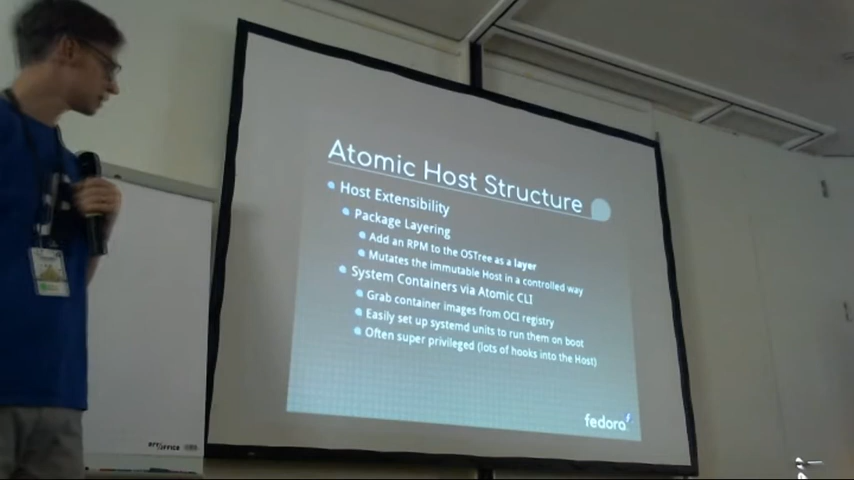 Atomic Host Structure
Host Extensibility
Package Layering
Add an RPM to the OSTree as a layer
Mutates the immutable Host in a controlled way
System Containers via Atomic CLI
Grab container images from OCI registry
Easily set up systemd units to run them on boot
Often super privileged (lots of hooks into the Host)
fedora